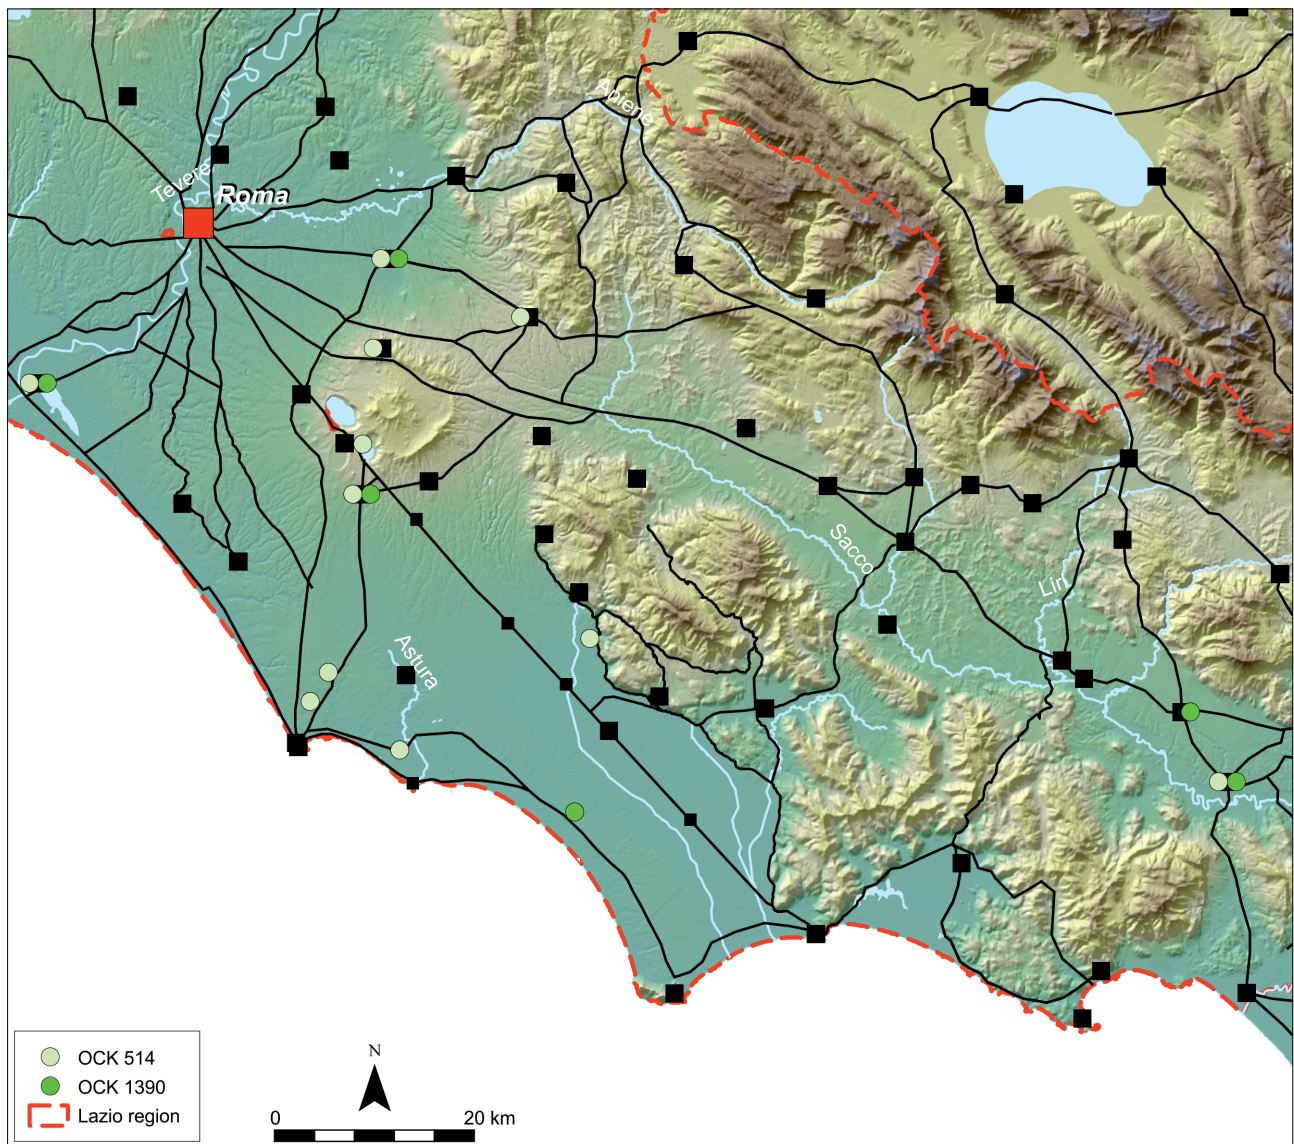 Aniene
Tevere
Roma
Sacco
Liri
Astura
OCK 514
OCK 1390
Lazio region
N
0 20 km